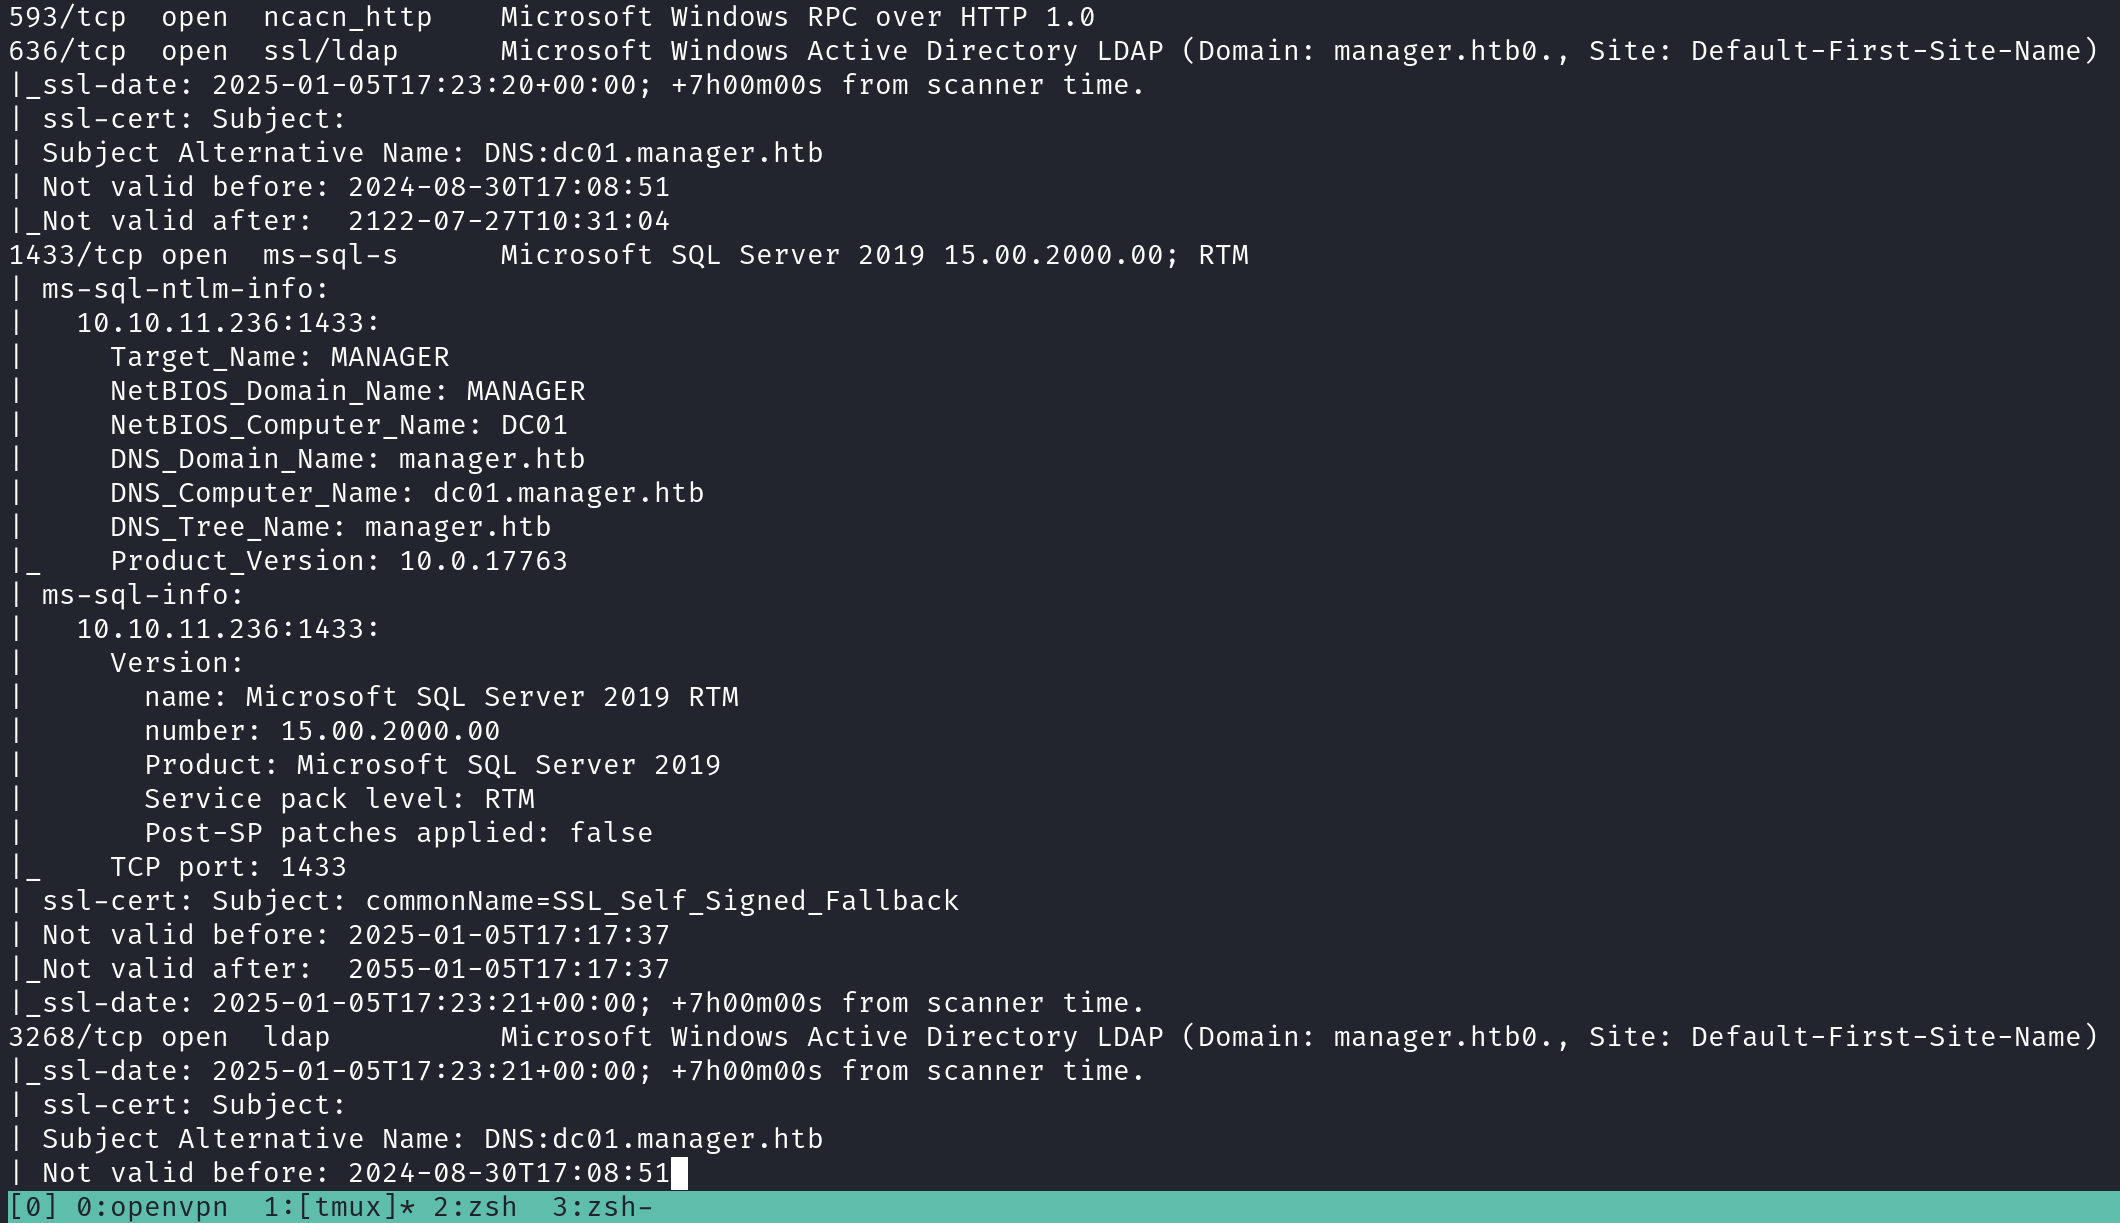 593/tcp  open  ncacn_http    Microsoft Windows RPC over HTTP 1.0
636/tcp  open  ssl/ldap      Microsoft Windows Active Directory LDAP (Domain: manager.htb0., Site: Default-First-Site-Name)
|_ssl-date: 2025-01-05T17:23:20+00:00; +7h00m00s from scanner time.
| ssl-cert: Subject:
| Subject Alternative Name: DNS:dc01.manager.htb
| Not valid before: 2024-08-30T17:08:51
|_Not valid after:  2122-07-27T10:31:04
1433/tcp open  ms-sql-s      Microsoft SQL Server 2019 15.00.2000.00; RTM
| ms-sql-ntlm-info:
|   10.10.11.236:1433:
|     Target_Name: MANAGER
|     NetBIOS_Domain_Name: MANAGER
|     NetBIOS_Computer_Name: DC01
|     DNS_Domain_Name: manager.htb
|     DNS_Computer_Name: dc01.manager.htb
|     DNS_Tree_Name: manager.htb
|_    Product_Version: 10.0.17763
| ms-sql-info:
|   10.10.11.236:1433:
|     Version:
|       name: Microsoft SQL Server 2019 RTM
|       number: 15.00.2000.00
|       Product: Microsoft SQL Server 2019
|       Service pack level: RTM
|       Post-SP patches applied: false
|_    TCP port: 1433
| ssl-cert: Subject: commonName=SSL_Self_Signed_Fallback
| Not valid before: 2025-01-05T17:17:37
|_Not valid after:  2055-01-05T17:17:37
|_ssl-date: 2025-01-05T17:23:21+00:00; +7h00m00s from scanner time.
3268/tcp open  ldap          Microsoft Windows Active Directory LDAP (Domain: manager.htb0., Site: Default-First-Site-Name)
|_ssl-date: 2025-01-05T17:23:21+00:00; +7h00m00s from scanner time.
| ssl-cert: Subject:
| Subject Alternative Name: DNS:dc01.manager.htb
| Not valid before: 2024-08-30T17:08:51
[0] 0:openvpn  1:[tmux]* 2:zsh  3:zsh-